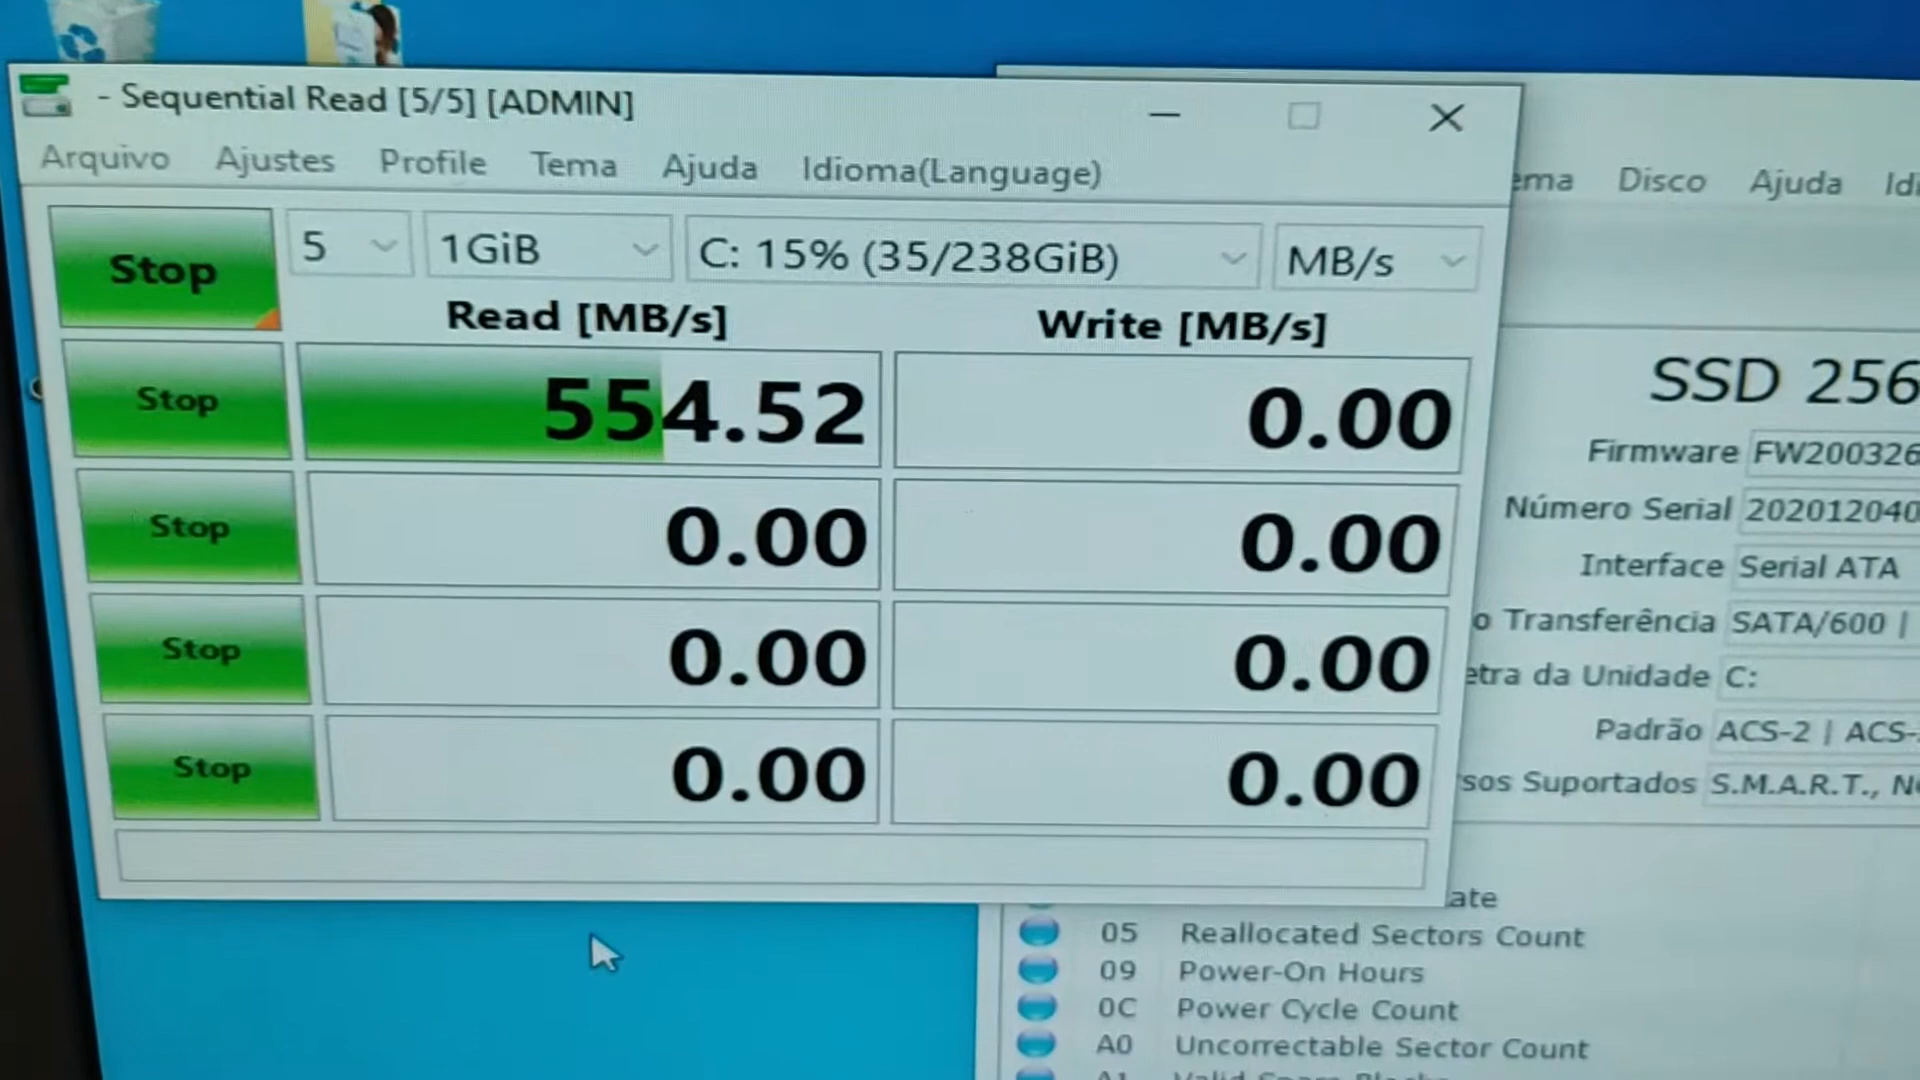 - Sequential Read [5/5] [ADMIN]
Arquivo Ajustes Profile Tema Ajuda Idioma(Language)
Stop 5 1GiB C: 15% (35/238GiB) MB/s
Read [MB/s] Write [MB/s]
Stop 554.52 0.00
Stop 0.00 0.00
Stop 0.00 0.00
Stop 0.00 0.00
ema Disco Ajuda Idi
SSD 256
Firmware FW200326
Número Serial 202012040
Interface Serial ATA
o Transferência SATA/600 |
etra da Unidade C:
Padrão ACS-2 | ACS-
sos Suportados S.M.A.R.T., N
ate
05 Reallocated Sectors Count
09 Power-On Hours
0C Power Cycle Count
A0 Uncorrectable Sector Count